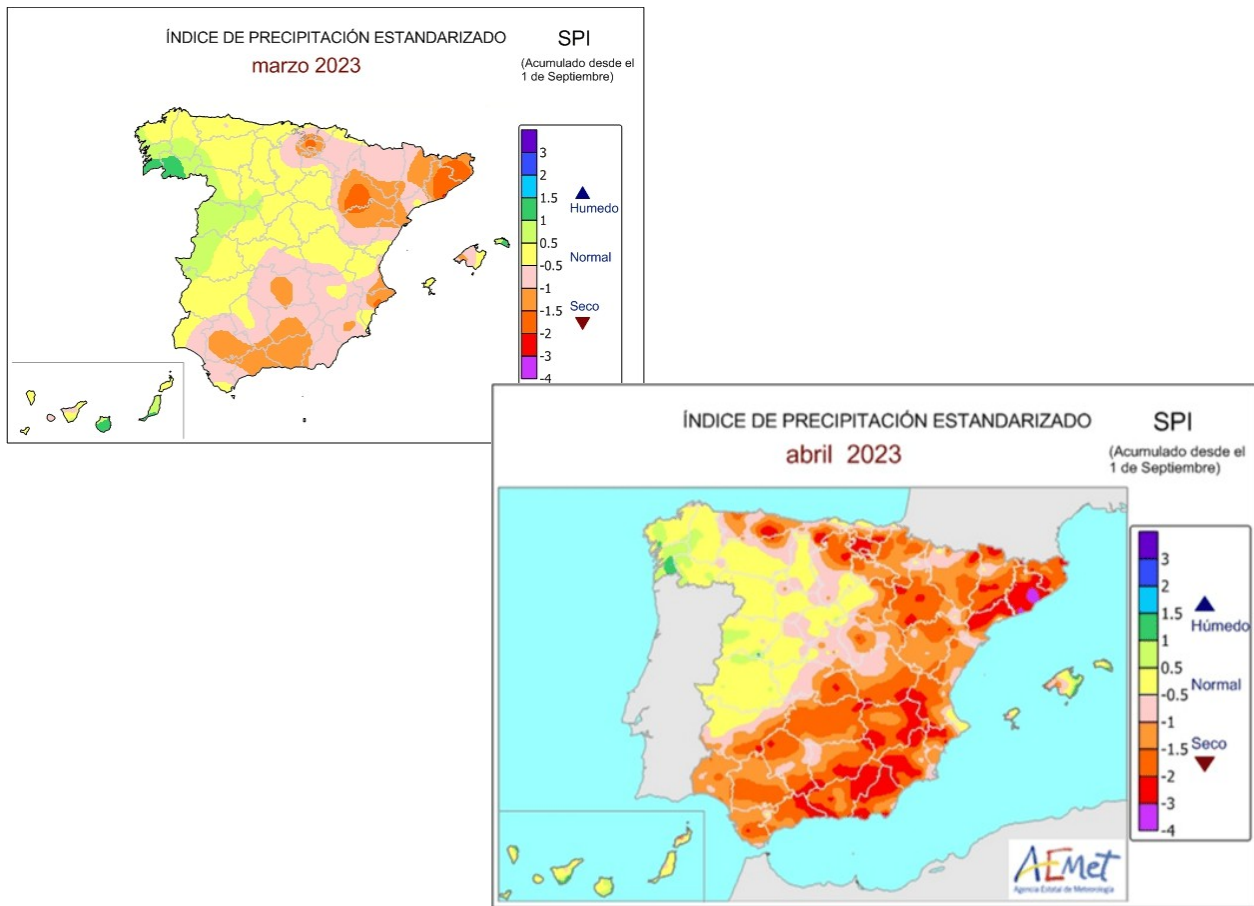 ÍNDICE DE PRECIPITACIÓN ESTANDARIZADO
SPI
marzo 2023
(Acumulado desde el
1 de Septiembre)
3
2
1.5
Humedo
1
0.5
Normal
-0.5
-1
Seco
-1.5
-2
-3
-4
ÍNDICE DE PRECIPITACIÓN ESTANDARIZADO
SPI
abril 2023
(Acumulado desde el
1 de Septiembre)
3
2
1.5
Húmedo
1
0.5
Normal
-0.5
-1
Seco
-1.5
-2
-3
-4
AEMet
Agencia Estatal de Meteorología